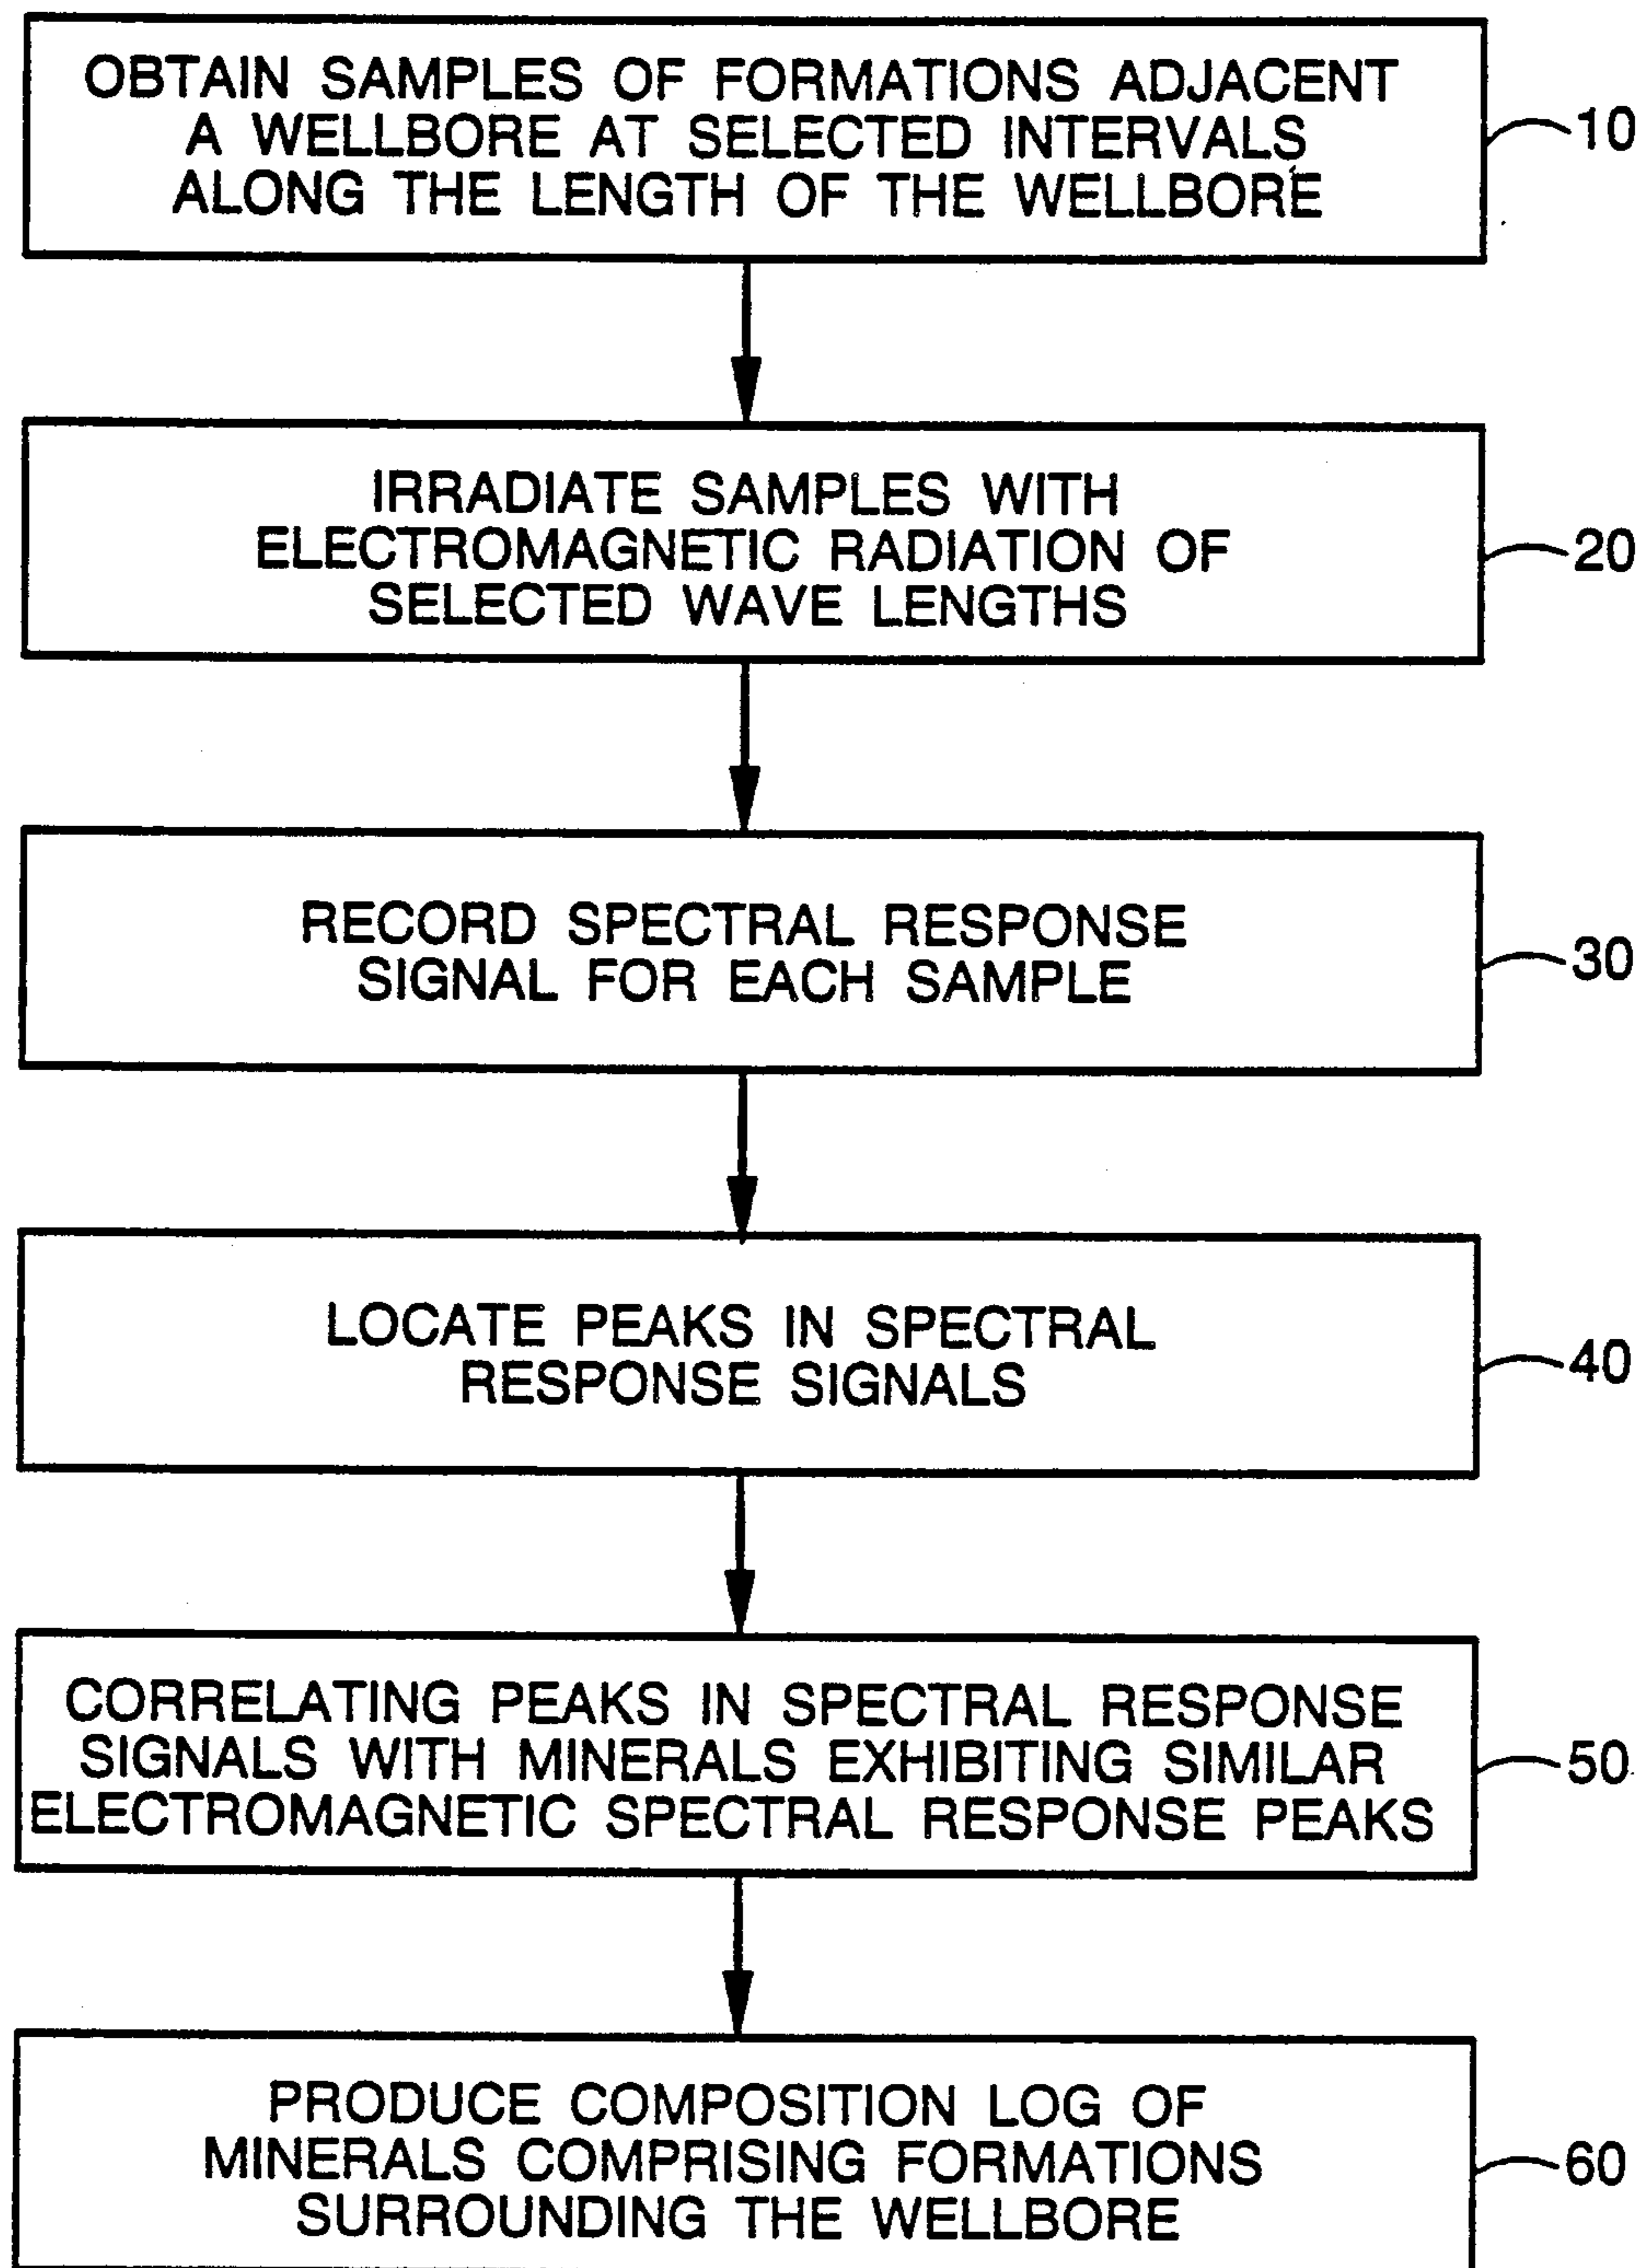 OBTAIN SAMPLES OF FORMATIONS ADJACENT
A WELLBORE AT SELECTED INTERVALS
ALONG THE LENGTH OF THE WELLBORE
10
IRRADIATE SAMPLES WITH
ELECTROMAGNETIC RADIATION OF
SELECTED WAVE LENGTHS
20
RECORD SPECTRAL RESPONSE
SIGNAL FOR EACH SAMPLE
30
LOCATE PEAKS IN SPECTRAL
RESPONSE SIGNALS
40
CORRELATING PEAKS IN SPECTRAL RESPONSE
SIGNALS WITH MINERALS EXHIBITING SIMILAR
ELECTROMAGNETIC SPECTRAL RESPONSE PEAKS
50
PRODUCE COMPOSITION LOG OF
MINERALS COMPRISING FORMATIONS
SURROUNDING THE WELLBORE
60